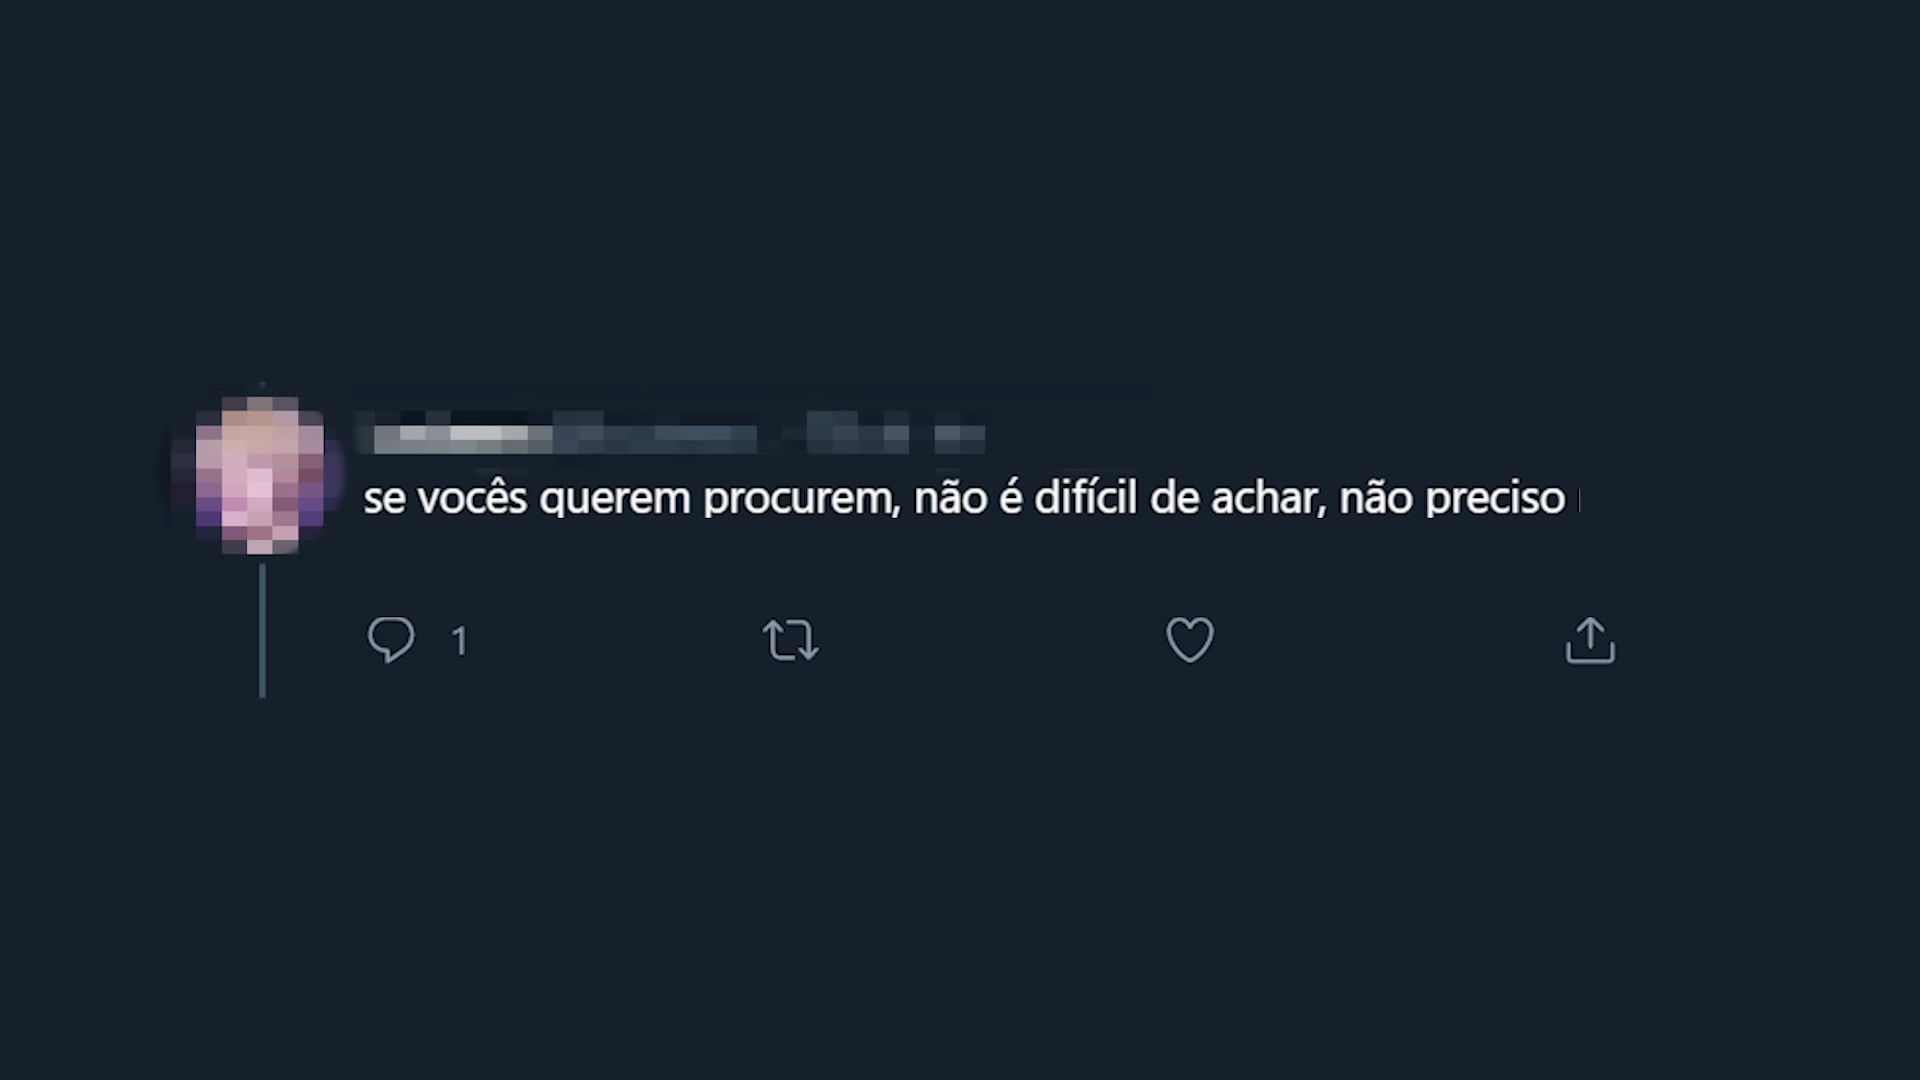 se vocês querem procurem, não é difícil de achar, não preciso
1